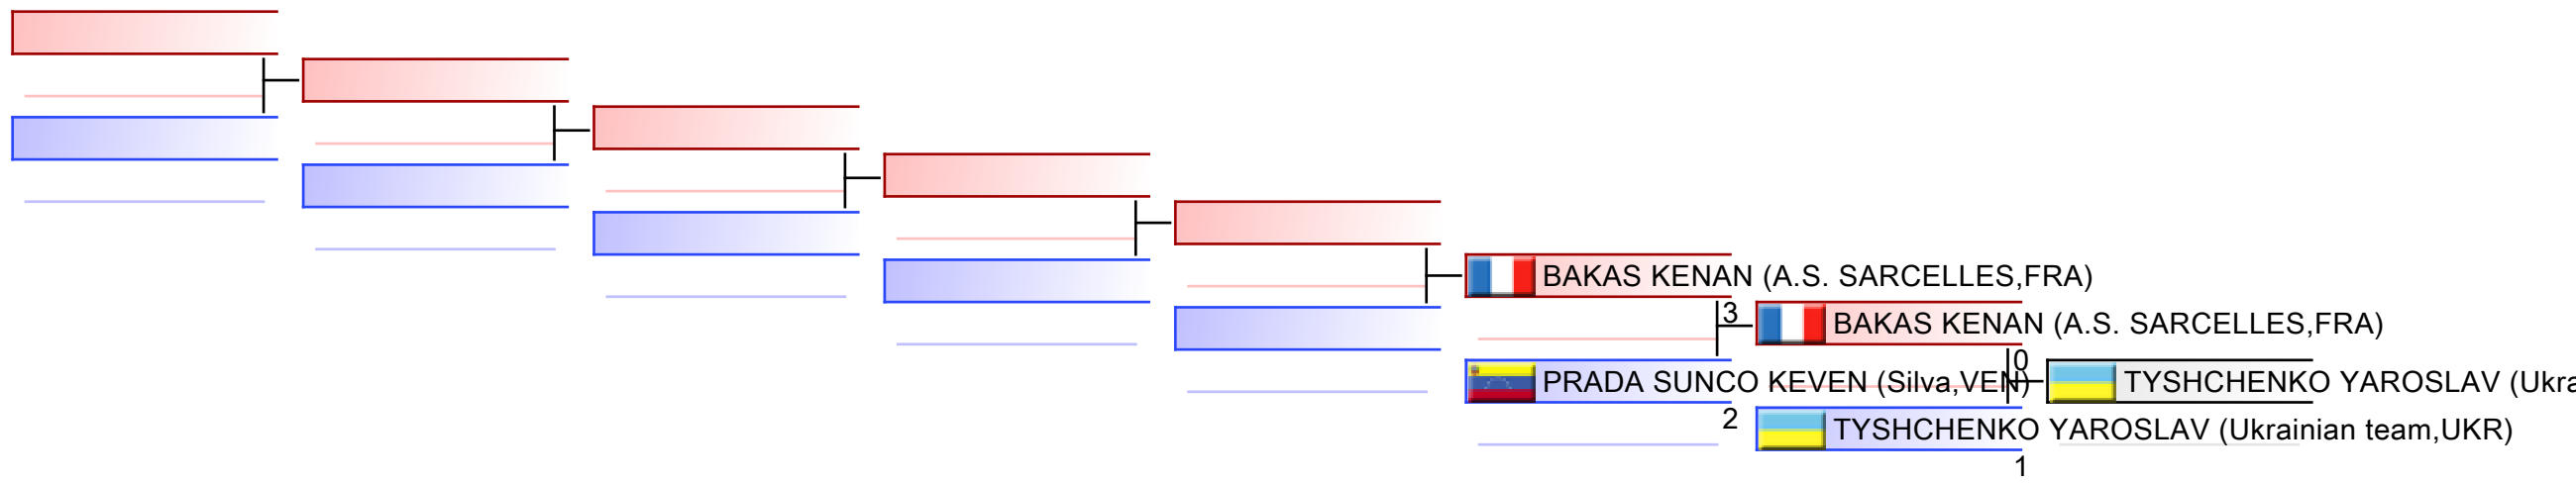 BAKAS KENAN (A.S. SARCELLES,FRA)
3
BAKAS KENAN (A.S. SARCELLES,FRA)
PRADA SUNCO KEVEN (Silva,VEN)
0
TYSHCHENKO YAROSLAV (Ukra
2
TYSHCHENKO YAROSLAV (Ukrainian team,UKR)
1